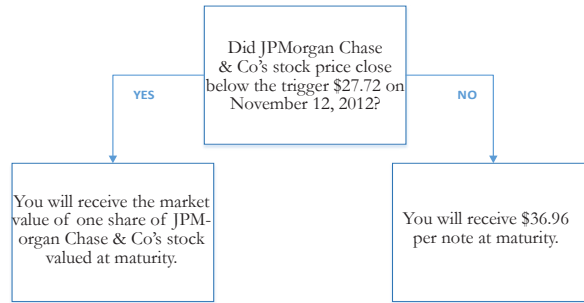 Did JPMorgan Chase
& Co's stock price close
below the trigger $27.72 on
November 12, 2012?
YES
NO
You will receive the market
value of one share of JPM-
organ Chase & Co's stock
valued at maturity.
You will receive $36.96
per note at maturity.